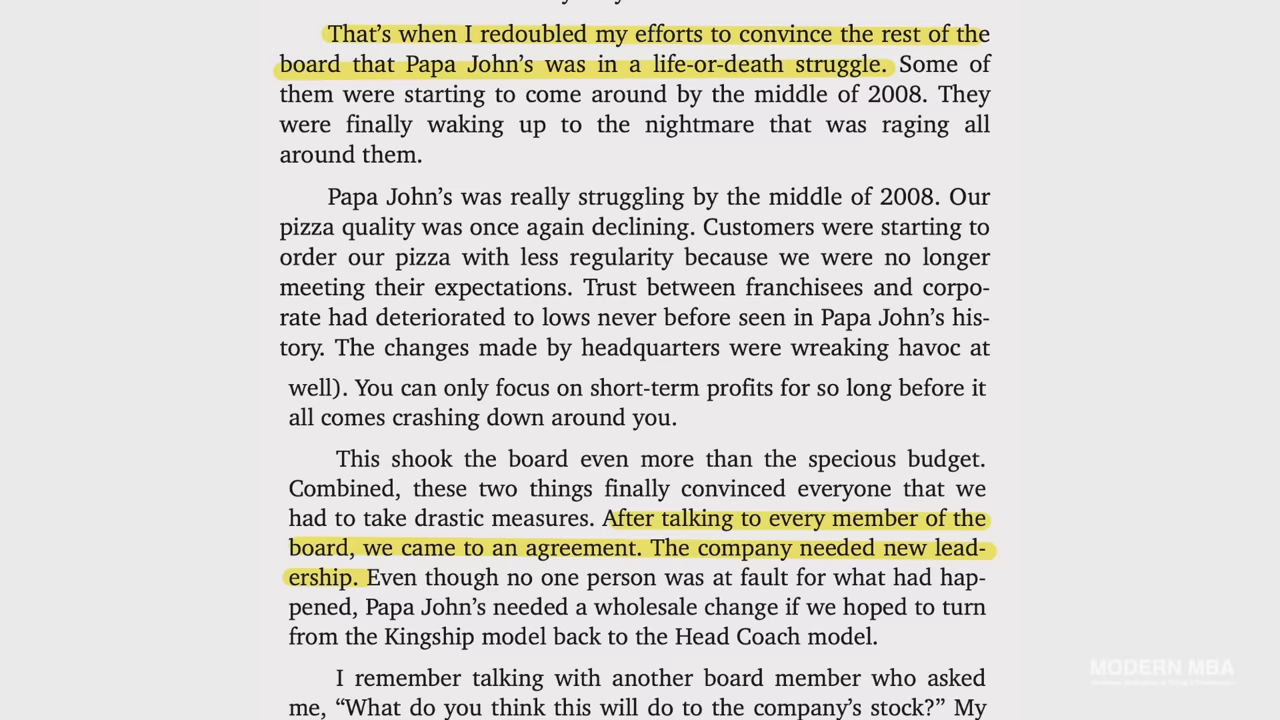 That’s when I redoubled my efforts to convince the rest of the
board that Papa John’s was in a life-or-death struggle. Some of
them were starting to come around by the middle of 2008. They
were finally waking up to the nightmare that was raging all
around them.
Papa John’s was really struggling by the middle of 2008. Our
pizza quality was once again declining. Customers were starting to
order our pizza with less regularity because we were no longer
meeting their expectations. Trust between franchisees and corpo-
rate had deteriorated to lows never before seen in Papa John’s his-
tory. The changes made by headquarters were wreaking havoc at
well). You can only focus on short-term profits for so long before it
all comes crashing down around you.
This shook the board even more than the specious budget.
Combined, these two things finally convinced everyone that we
had to take drastic measures. After talking to every member of the
board, we came to an agreement. The company needed new lead-
ership. Even though no one person was at fault for what had hap-
pened, Papa John’s needed a wholesale change if we hoped to turn
from the Kingship model back to the Head Coach model.
I remember talking with another board member who asked
me, “What do you think this will do to the company’s stock?” My
MODERN MBA